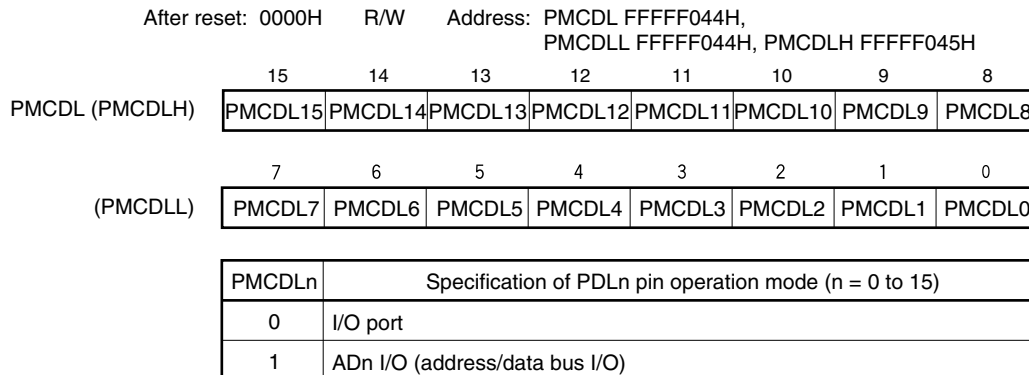 After reset: 0000H R/W Address: PMCDL FFFFF044H,
PMCDLL FFFFF044H, PMCDLH FFFFF045H
15 14 13 12 11 10 9 8
PMCDL (PMCDLH) PMCDL15 PMCDL14 PMCDL13 PMCDL12 PMCDL11 PMCDL10 PMCDL9 PMCDL8
7 6 5 4 3 2 1 0
(PMCDLL) PMCDL7 PMCDL6 PMCDL5 PMCDL4 PMCDL3 PMCDL2 PMCDL1 PMCDL0
PMCDLn Specification of PDLn pin operation mode (n = 0 to 15)
0 I/O port
1 ADn I/O (address/data bus I/O)